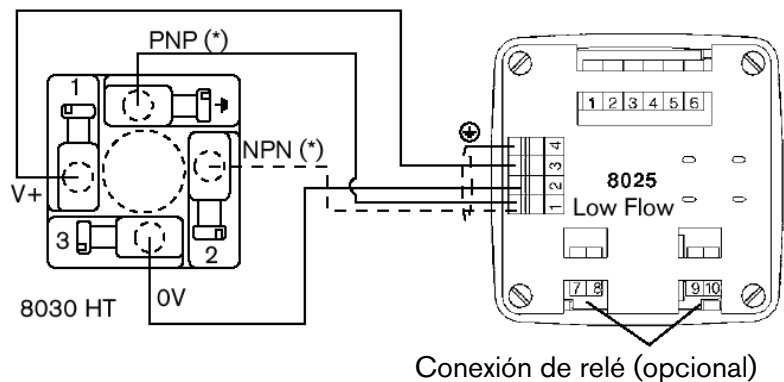 PNP (*)
1
NPN (*)
V+
3
2
8030 HT
0V
1 2 3 4 5 6
4
3
2
1
8025
Low Flow
7 8
9 10
Conexión de relé (opcional)